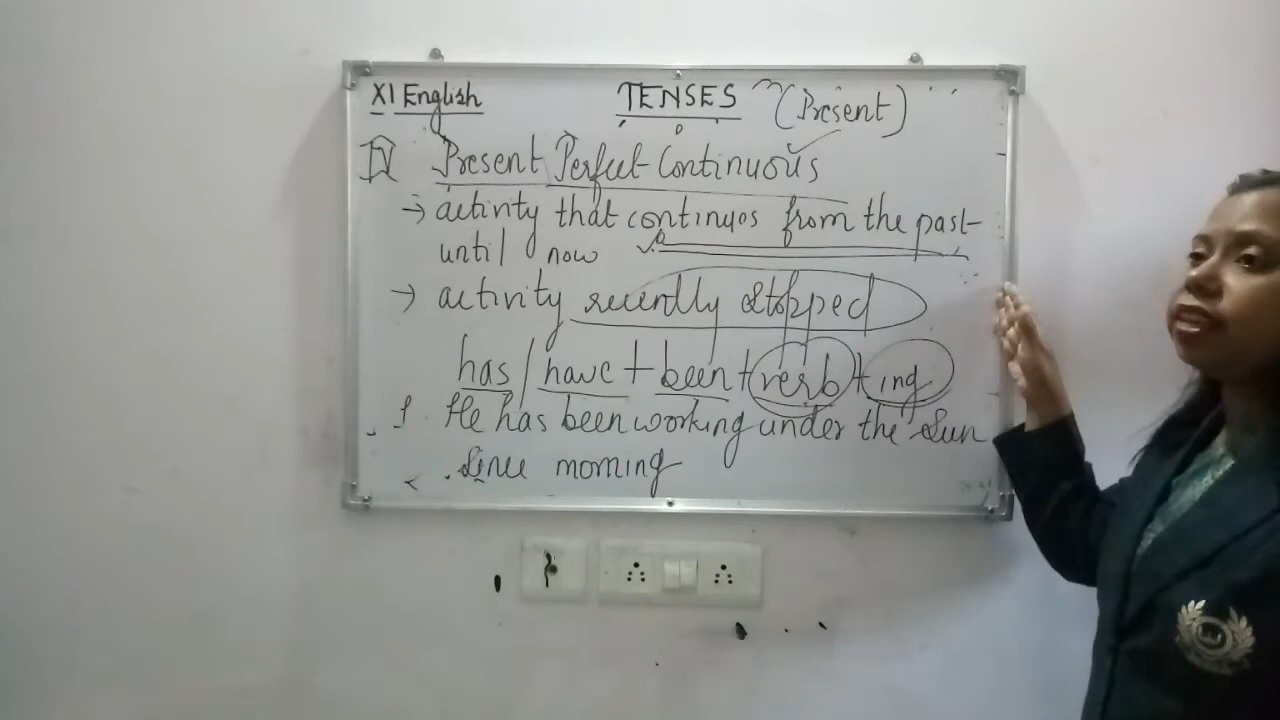 XI English
TENSES (Present)
IV Present Perfect Continuous
→ activity that continues from the past
until now
→ activity recently stopped
has/have + been + verb + ing
He has been working under the Sun
Since morning